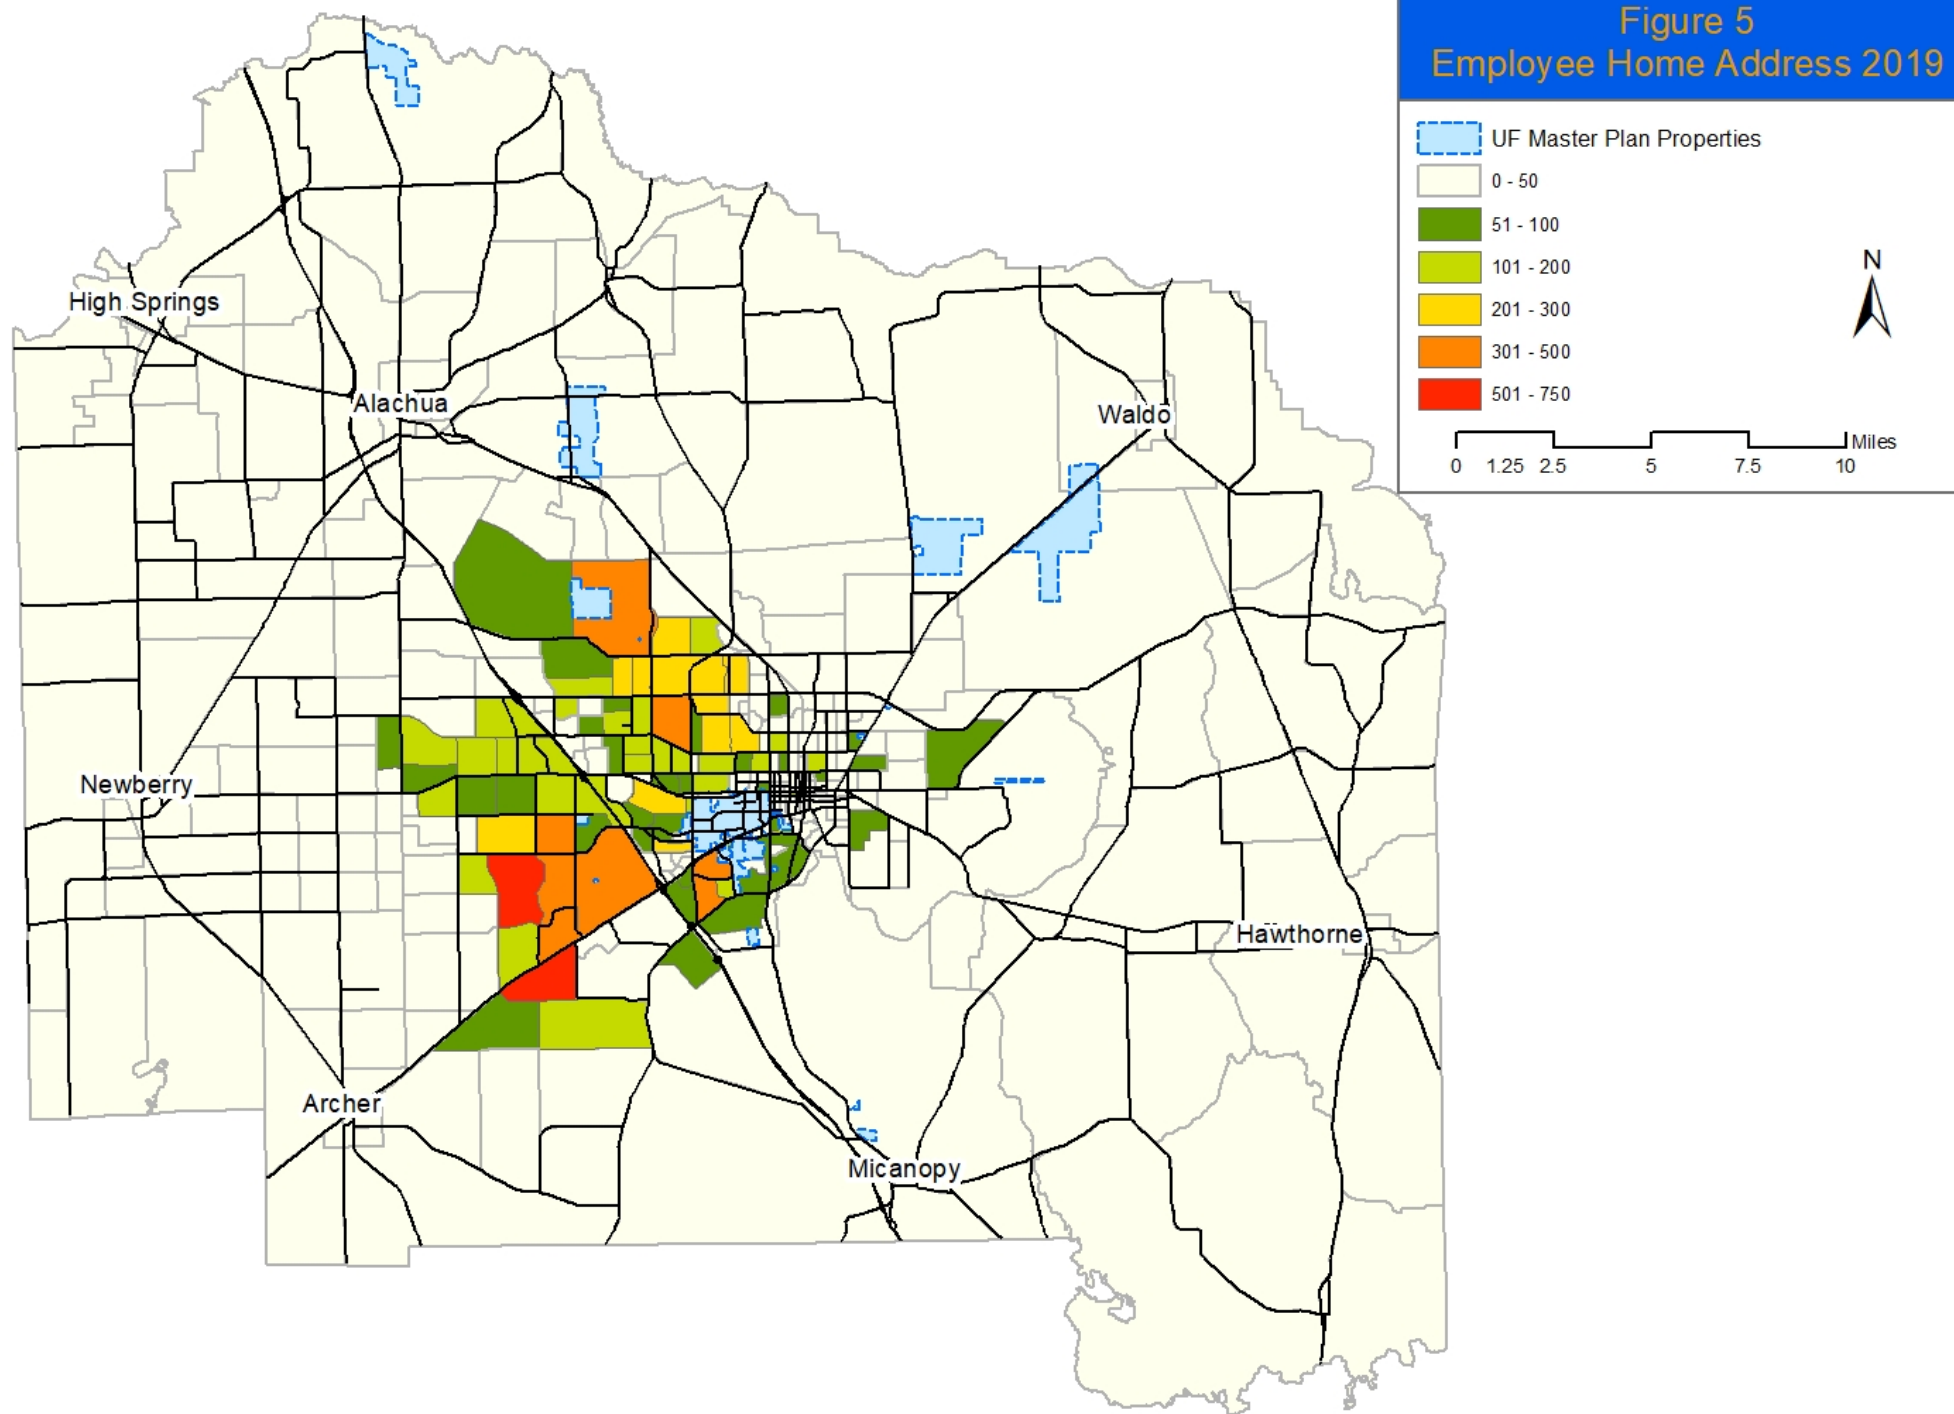 Figure 5
Employee Home Address 2019
UF Master Plan Properties
0 - 50
51 - 100
101 - 200
201 - 300
301 - 500
501 - 750
N
Miles
0 1.25 2.5 5 7.5 10
High Springs
Alachua
Waldo
Newberry
Hawthorne
Archer
Micanopy